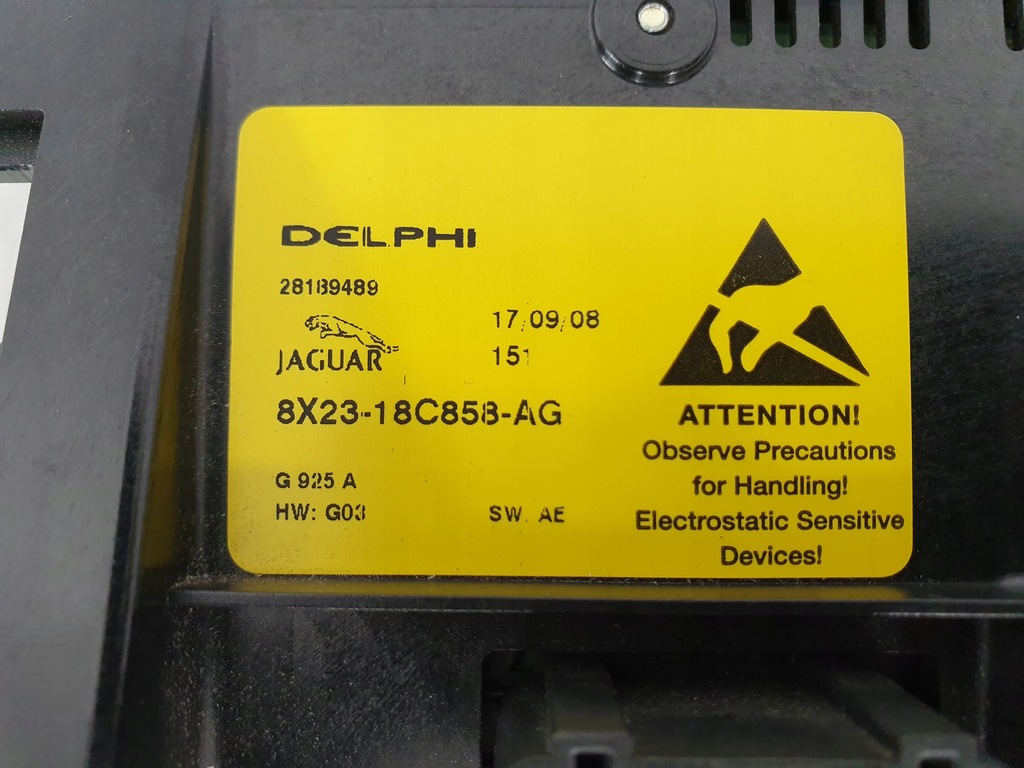 DELPHI
28189489
JAGUAR
17/09/08
151
8X23-18C858-AG
G 925 A
HW: G03
SW: AE
ATTENTION!
Observe Precautions
for Handling!
Electrostatic Sensitive
Devices!